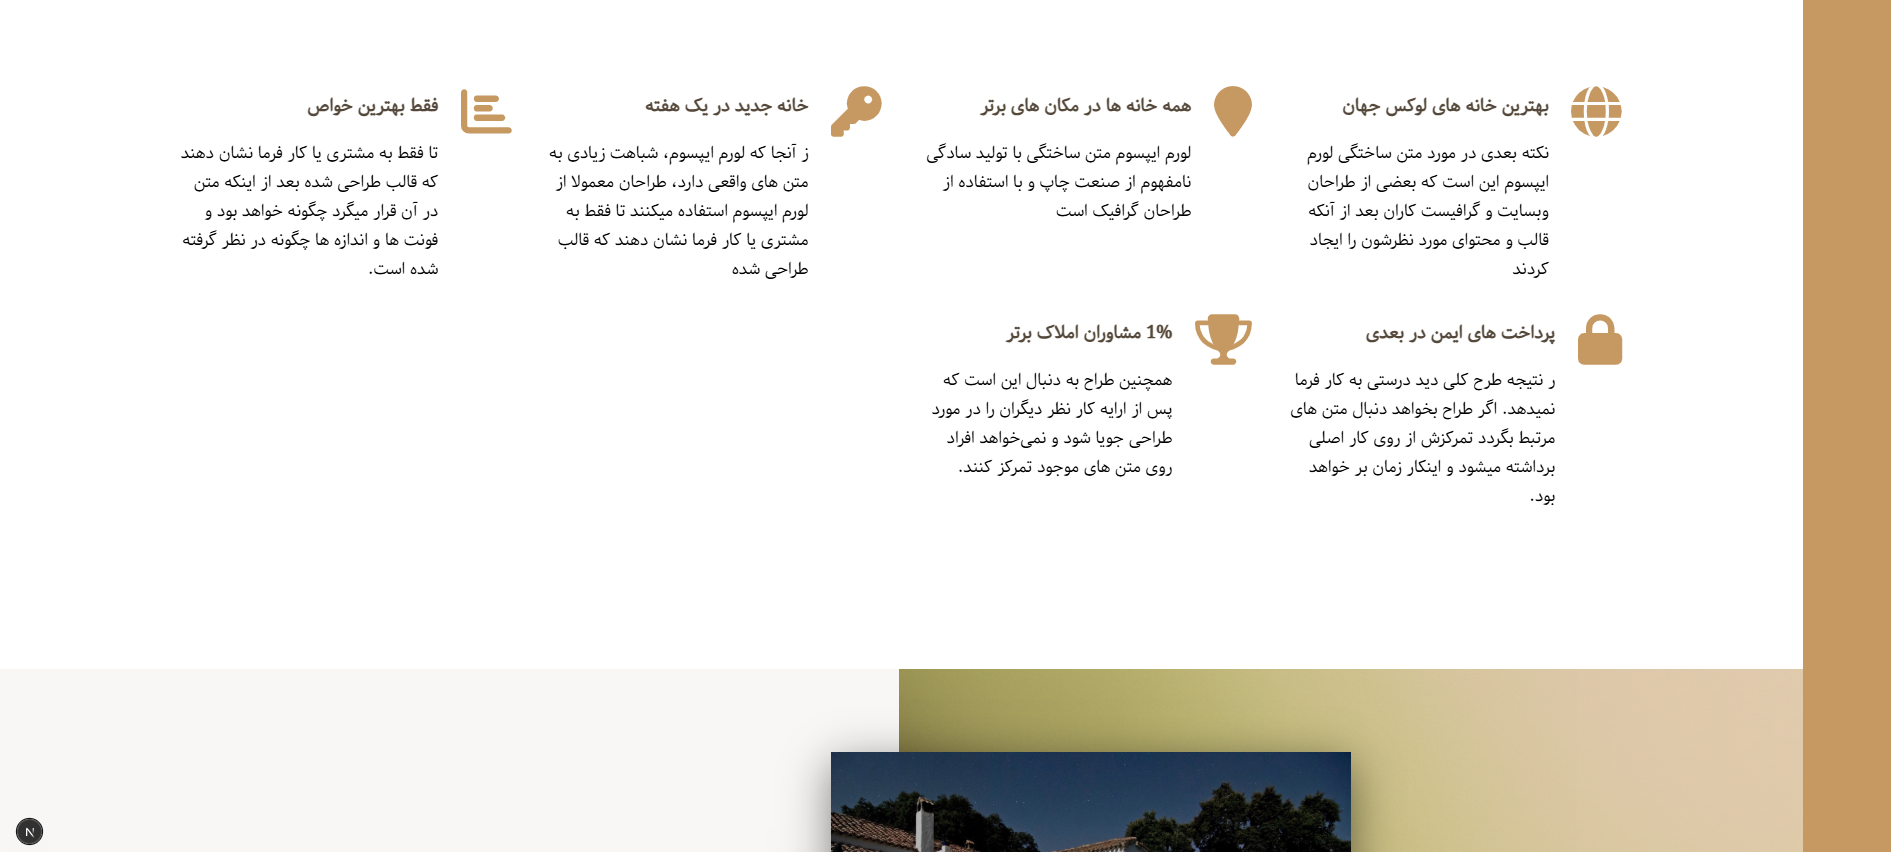 بهترین خانه های لوکس جهان
نکته بعدی در مورد متن ساختگی لورم
ایپسوم این است که بعضی از طراحان
وبسایت و گرافیست کاران بعد از آنکه
قالب و محتوای مورد نظرشون را ایجاد
کردند
همه خانه ها در مکان های برتر
لورم ایپسوم متن ساختگی با تولید سادگی
نامفهوم از صنعت چاپ و با استفاده از
طراحان گرافیک است
خانه جدید در یک هفته
ز آنجا که لورم ایپسوم، شباهت زیادی به
متن های واقعی دارد، طراحان معمولا از
لورم ایپسوم استفاده میکنند تا فقط به
مشتری یا کار فرما نشان دهند که قالب
طراحی شده
فقط بهترین خواص
تا فقط به مشتری یا کار فرما نشان دهند
که قالب طراحی شده بعد از اینکه متن
در آن قرار میگرد چگونه خواهد بود و
فونت ها و اندازه ها چگونه در نظر گرفته
شده است.
پرداخت های ایمن در بعدی
ر نتیجه طرح کلی دید درستی به کار فرما
نمیدهد. اگر طراح بخواهد دنبال متن های
مرتبط بگردد تمرکزش از روی کار اصلی
برداشته میشود و اینکار زمان بر خواهد
بود.
1% مشاوران املاک برتر
همچنین طراح به دنبال این است که
پس از ارایه کار نظر دیگران را در مورد
طراحی جویا شود و نمی‌خواهد افراد
روی متن های موجود تمرکز کنند.
N